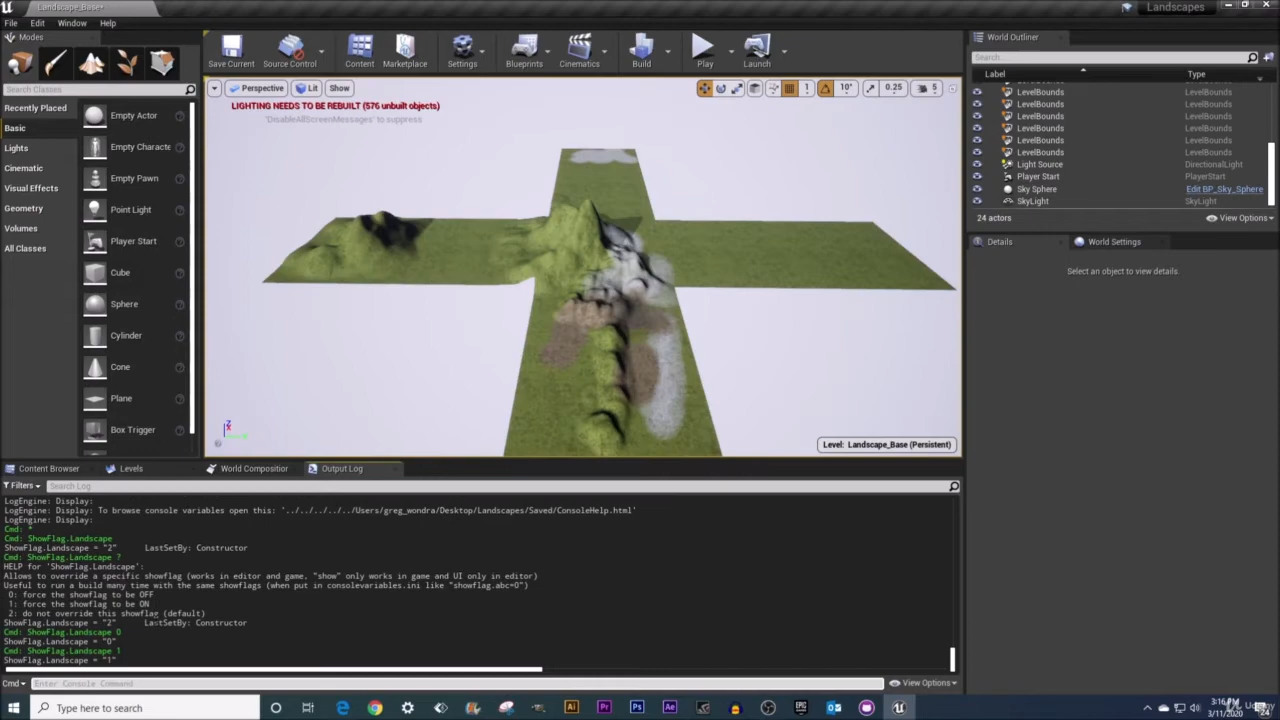 Landscape_Base*
Landscapes
File Edit Window Help
Modes
World Outliner
Search Classes
Recently Placed
Basic
Lights
Cinematic
Visual Effects
Geometry
Volumes
All Classes
Empty Actor
Empty Characte
Empty Pawn
Point Light
Player Start
Cube
Sphere
Cylinder
Cone
Plane
Box Trigger
Save Current
Source Control
Content
Marketplace
Settings
Blueprints
Cinematics
Build
Play
Launch
Perspective Lit Show
1 10° 0.25 5
LIGHTING NEEDS TO BE REBUILT (576 unbuilt objects)
'DisableAllScreenMessages' to suppress
Level: Landscape_Base (Persistent)
Search...
Label Type
LevelBounds LevelBounds
LevelBounds LevelBounds
LevelBounds LevelBounds
LevelBounds LevelBounds
LevelBounds LevelBounds
LevelBounds LevelBounds
Light Source DirectionalLight
Player Start PlayerStart
Sky Sphere Edit BP_Sky_Sphere
SkyLight SkyLight
24 actors View Options
Details World Settings
Select an object to view details.
Content Browser Levels World Composition Output Log
Filters Search Log
LogEngine: Display:
LogEngine: Display: To browse console variables open this: '../../../../../Users/greg_wondra/Desktop/Landscapes/Saved/ConsoleHelp.html'
LogEngine: Display:
Cmd: *
Cmd: ShowFlag.Landscape
ShowFlag.Landscape = "2" LastSetBy: Constructor
Cmd: ShowFlag.Landscape ?
HELP for 'ShowFlag.Landscape':
Allows to override a specific showflag (works in editor and game, "show" only works in game and UI only in editor)
Useful to run a build many time with the same showflags (when put in consolevariables.ini like "showflag.abc=0")
0: force the showflag to be OFF
1: force the showflag to be ON
2: do not override this showflag (default)
ShowFlag.Landscape = "2" LastSetBy: Constructor
Cmd: ShowFlag.Landscape 0
ShowFlag.Landscape = "0"
Cmd: ShowFlag.Landscape 1
ShowFlag.Landscape = "1"
Cmd Enter Console Command View Options
Type here to search
3:16 PM
3/11/2020
24